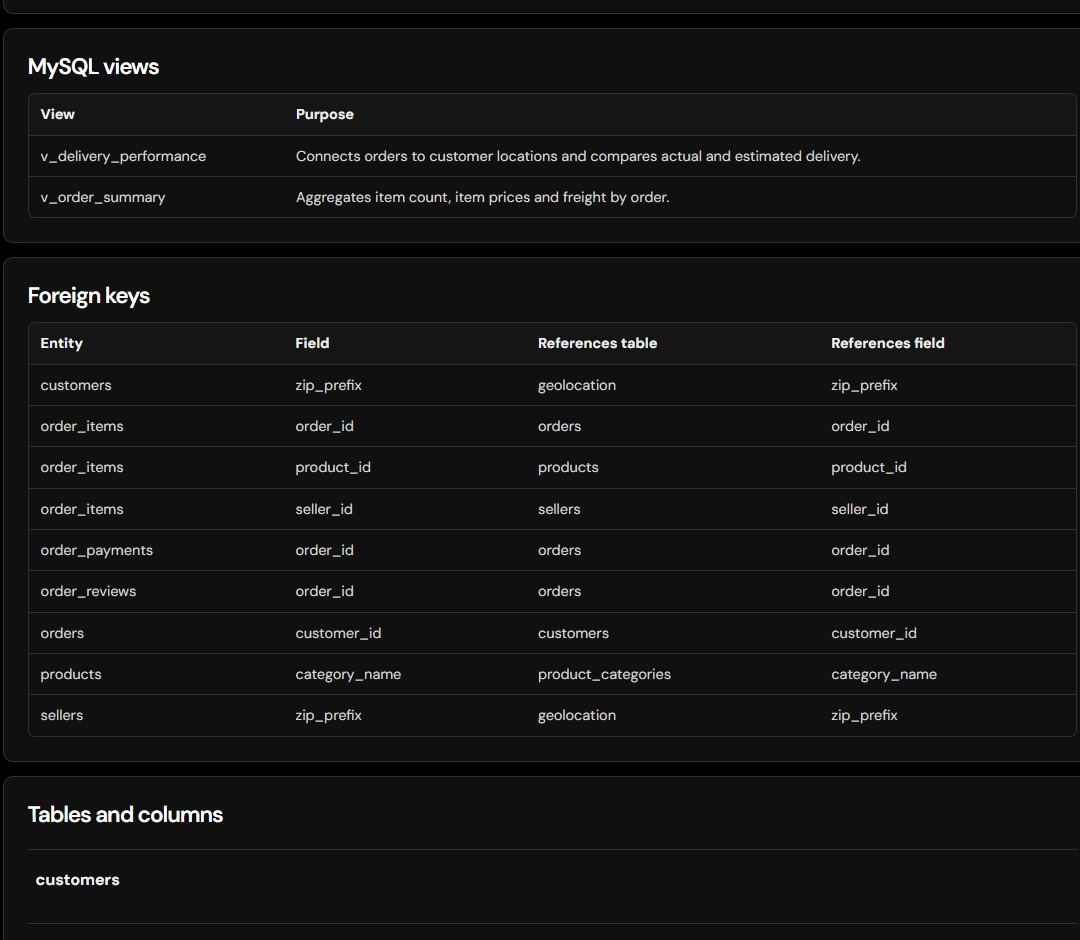 MySQL views
View Purpose
v_delivery_performance Connects orders to customer locations and compares actual and estimated delivery.
v_order_summary Aggregates item count, item prices and freight by order.
Foreign keys
Entity Field References table References field
customers zip_prefix geolocation zip_prefix
order_items order_id orders order_id
order_items product_id products product_id
order_items seller_id sellers seller_id
order_payments order_id orders order_id
order_reviews order_id orders order_id
orders customer_id customers customer_id
products category_name product_categories category_name
sellers zip_prefix geolocation zip_prefix
Tables and columns
customers